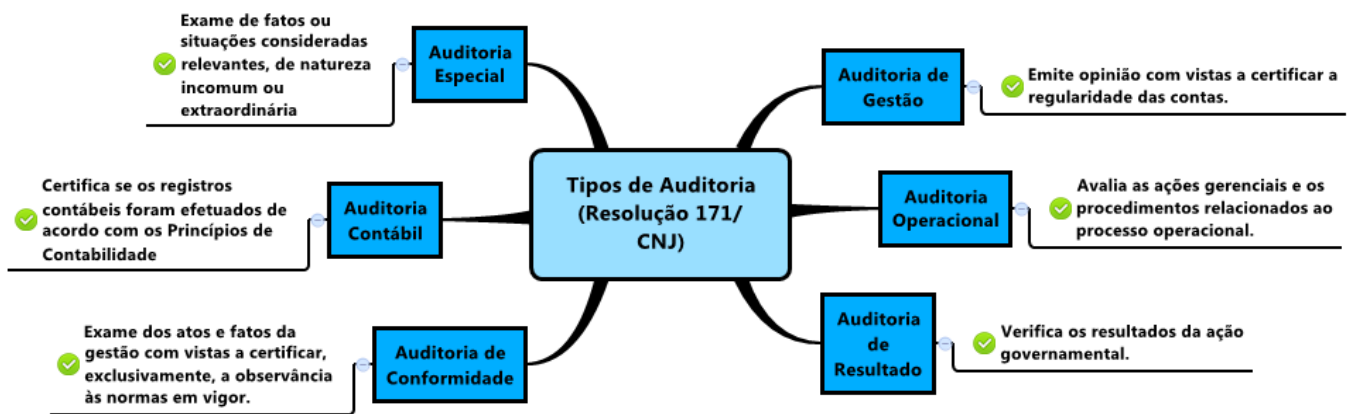 Tipos de Auditoria
(Resolução 171/
CNJ)
Auditoria de
Gestão
Emite opinião com vistas a certificar a
regularidade das contas.
Auditoria
Operacional
Avalia as ações gerenciais e os
procedimentos relacionados ao
processo operacional.
Auditoria
de
Resultado
Verifica os resultados da ação
governamental.
Auditoria de
Conformidade
Exame dos atos e fatos da
gestão com vistas a certificar,
exclusivamente, a observância
às normas em vigor.
Auditoria
Contábil
Certifica se os registros
contábeis foram efetuados de
acordo com os Princípios de
Contabilidade
Auditoria
Especial
Exame de fatos ou
situações consideradas
relevantes, de natureza
incomum ou
extraordinária